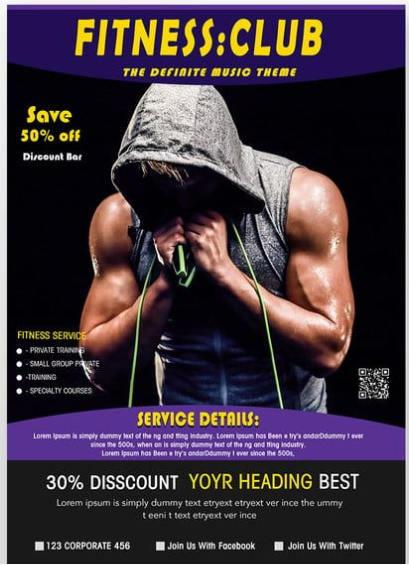 FITNESS:CLUB
THE DEFINITE MUSIC THEME
Save
50% off
Discount Bar
FITNESS SERVICE
- PRIVATE TRAINING
- SMALL GROUP PRIVATE
-TRAINING
- SPECIALTY COURSES
SERVICE DETAILS:
Lorem Ipsum is simply dummy text of the ng and tting industry. Lorem Ipsum has Been e try's andarDdummy t ever
since the 500s, when an is simply dummy text of the ng and tting industry.
Lorem Ipsum has Been e try's andarDdummy t ever since the 500s,
30% DISSCOUNT YOYR HEADING BEST
Lorem ipsum is simply dummy text etryext etryext ver ince the ummy
t eeni t text etryext ver ince
123 CORPORATE 456
Join Us With Facebook
Join Us With Twitter